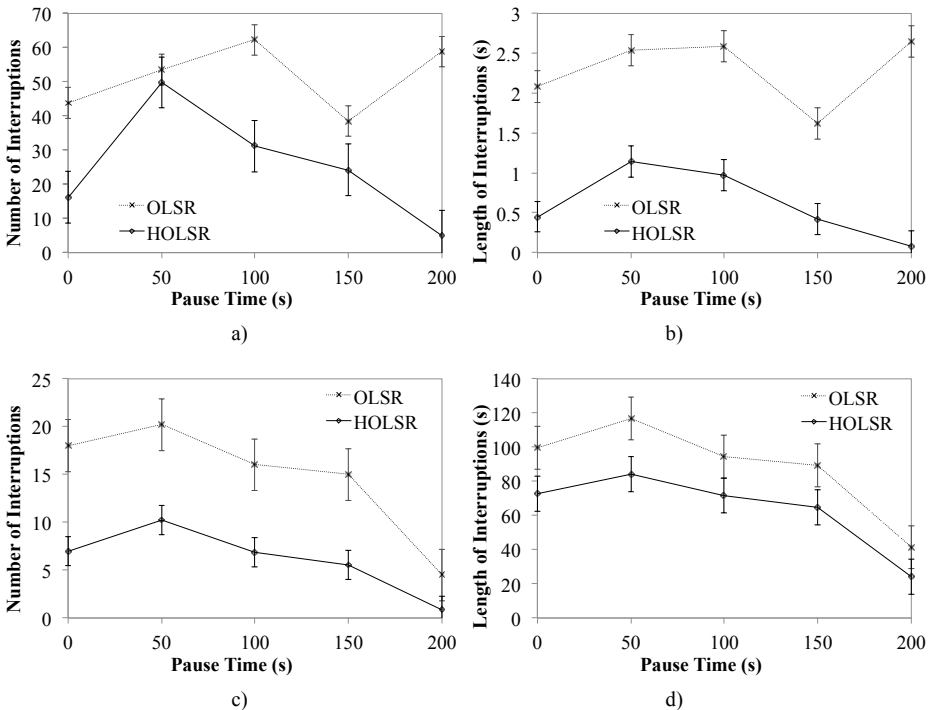 Number of Interruptions
70
60
50
40
30
20
10
0
OLSR
HOLSR
0 50 100 150 200
Pause Time (s)
a)
Length of Interruptions (s)
3
2.5
2
1.5
1
0.5
0
OLSR
HOLSR
0 50 100 150 200
Pause Time (s)
b)
Number of Interruptions
25
20
15
10
5
0
OLSR
HOLSR
0 50 100 150 200
Pause Time (s)
c)
Length of Interruptions (s)
140
120
100
80
60
40
20
0
OLSR
HOLSR
0 50 100 150 200
Pause Time (s)
d)